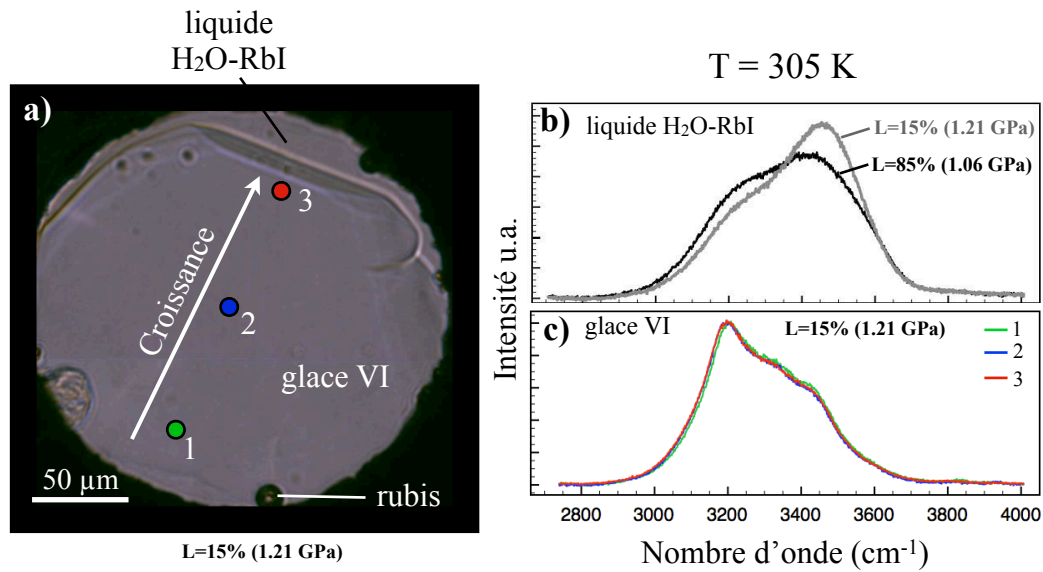 liquide
H₂O-RbI
a)
Croissance
3
2
1
glace VI
50 µm
rubis
L=15% (1.21 GPa)
T = 305 K
b) liquide H₂O-RbI
L=15% (1.21 GPa)
L=85% (1.06 GPa)
c) glace VI
L=15% (1.21 GPa)
1
2
3
Intensité u.a.
2800 3000 3200 3400 3600 3800 4000
Nombre d’onde (cm⁻¹)